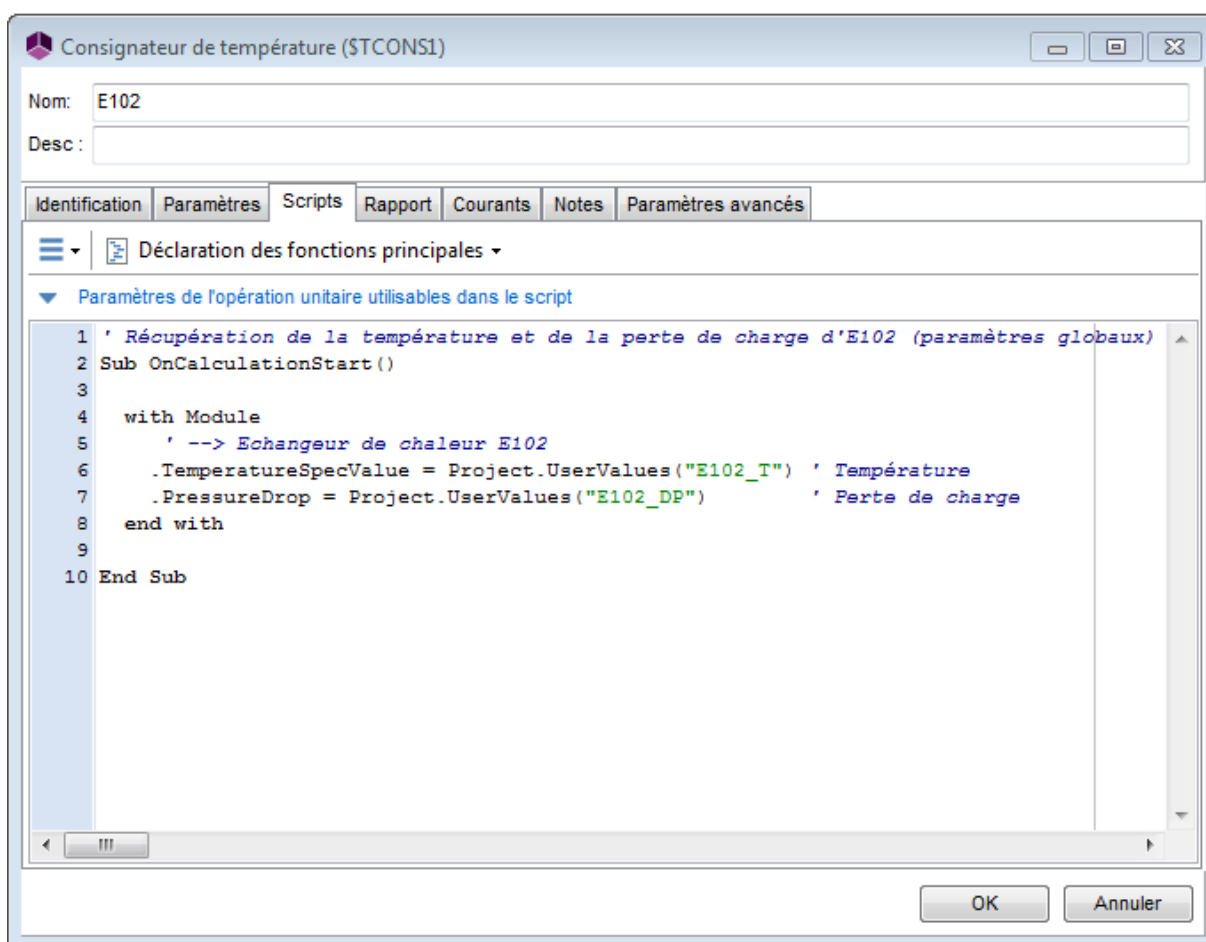 Consignateur de température ($TCONS1)
Nom: E102
Desc :
Identification Paramètres Scripts Rapport Courants Notes Paramètres avancés
Déclaration des fonctions principales
Paramètres de l'opération unitaire utilisables dans le script
1 ' Récupération de la température et de la perte de charge d'E102 (paramètres globaux)
2 Sub OnCalculationStart()
3
4 with Module
5 ' --> Echangeur de chaleur E102
6 .TemperatureSpecValue = Project.UserValues("E102_T") ' Température
7 .PressureDrop = Project.UserValues("E102_DP") ' Perte de charge
8 end with
9
10 End Sub
OK Annuler